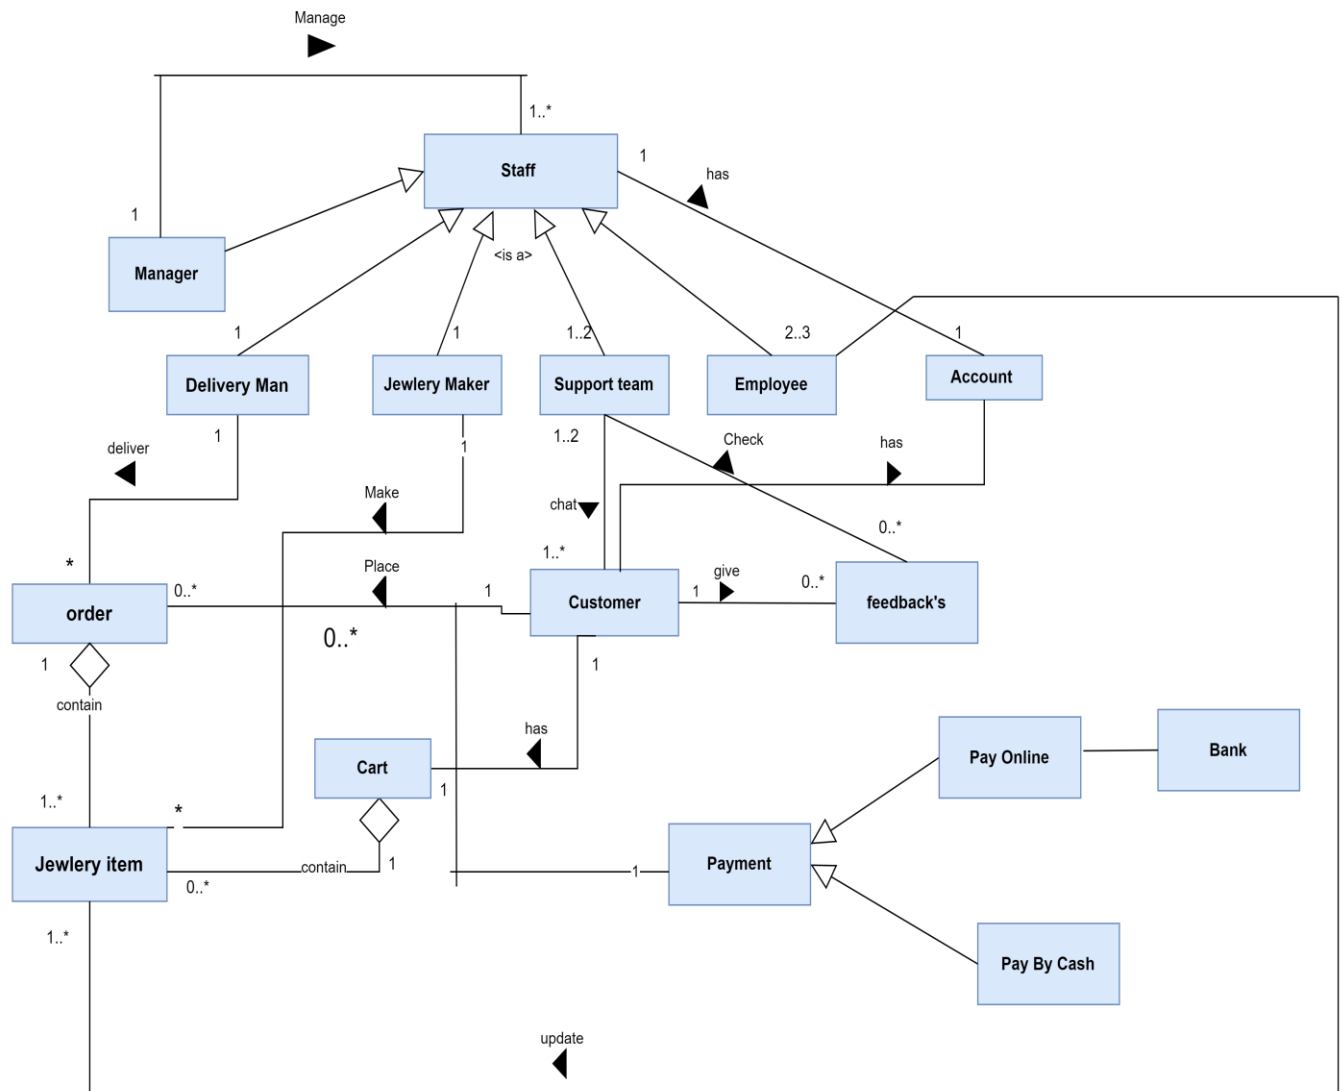 Manage
1..*
Staff
1
has
1
Manager
<is a>
1
1
1..2
2..3
1
Delivery Man
Jewlery Maker
Support team
Employee
Account
1
1
1..2
Check
has
deliver
Make
chat
0..*
*
1..*
Place
give
0..*
1
1
0..*
order
Customer
feedback's
0..*
1
1
contain
has
Pay Online
Bank
Cart
1
1..*
*
Jewlery item
contain
1
1
Payment
0..*
1..*
Pay By Cash
update